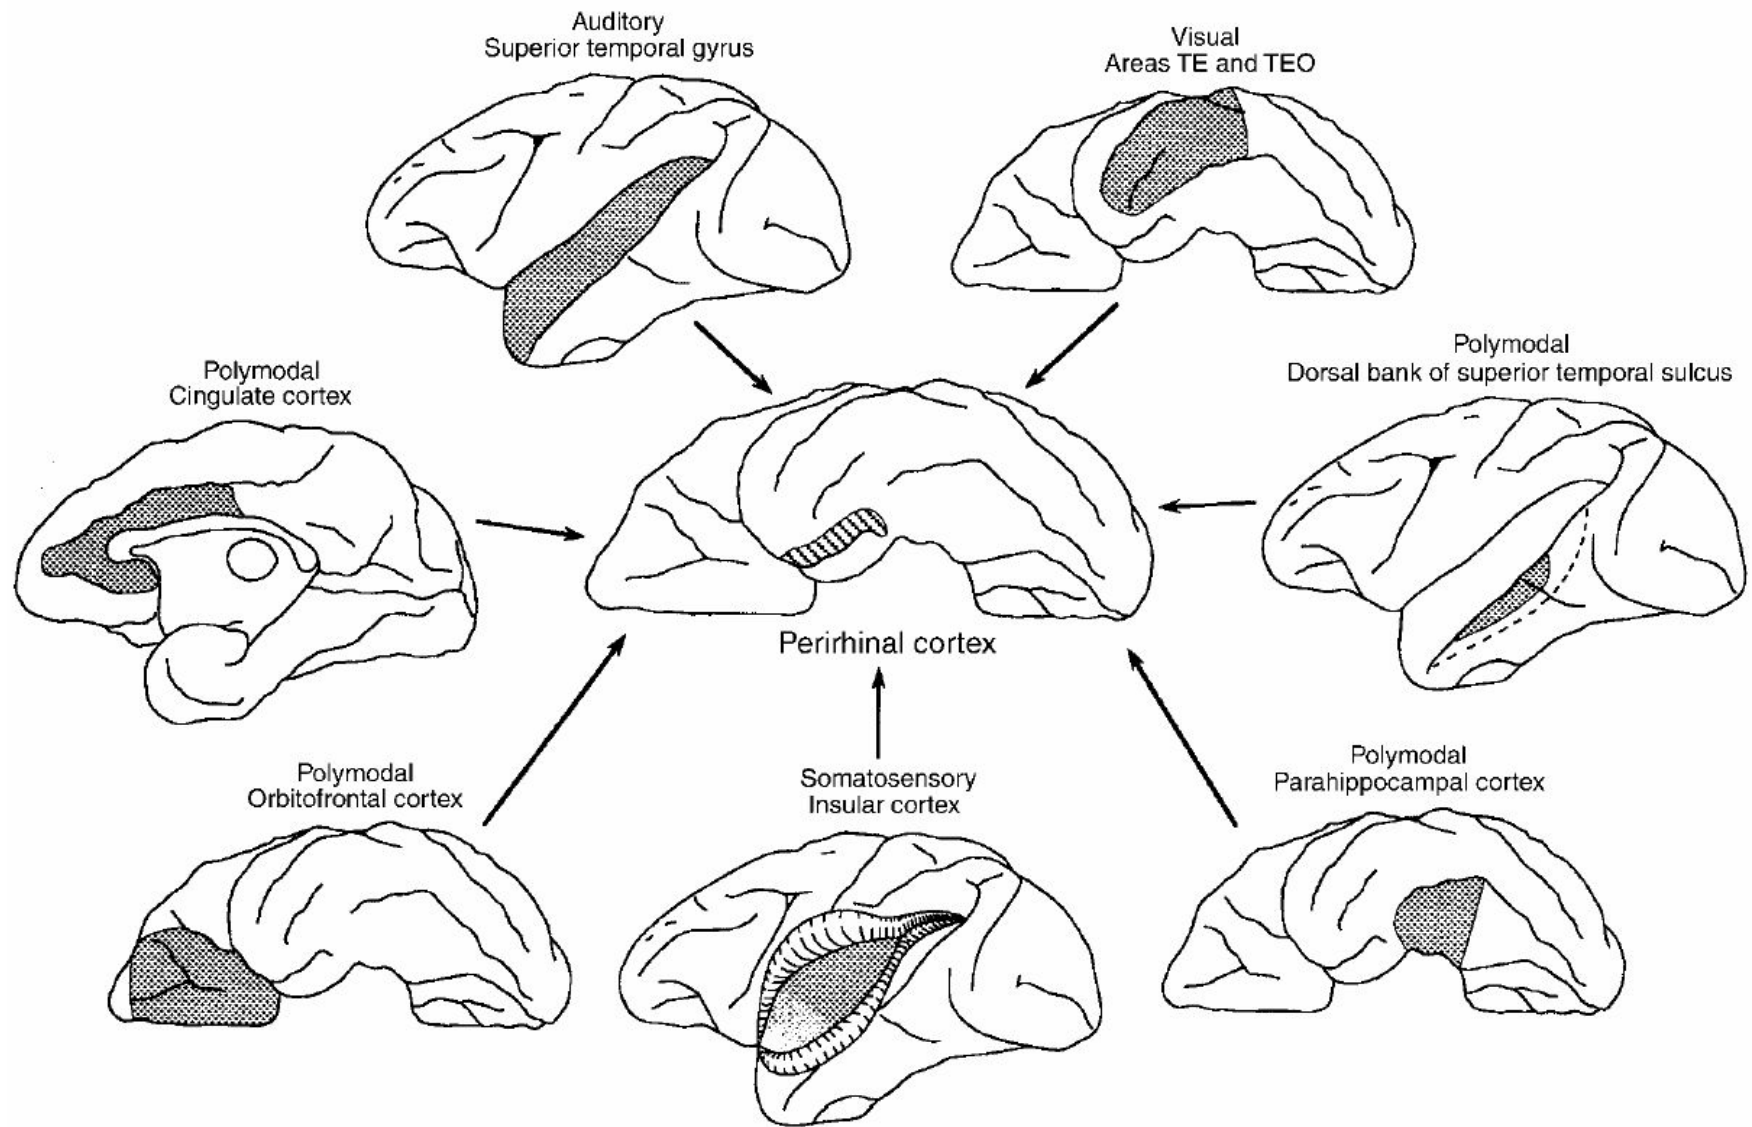 Auditory
Superior temporal gyrus
Visual
Areas TE and TEO
Polymodal
Cingulate cortex
Polymodal
Dorsal bank of superior temporal sulcus
Perirhinal cortex
Polymodal
Orbitofrontal cortex
Somatosensory
Insular cortex
Polymodal
Parahippocampal cortex